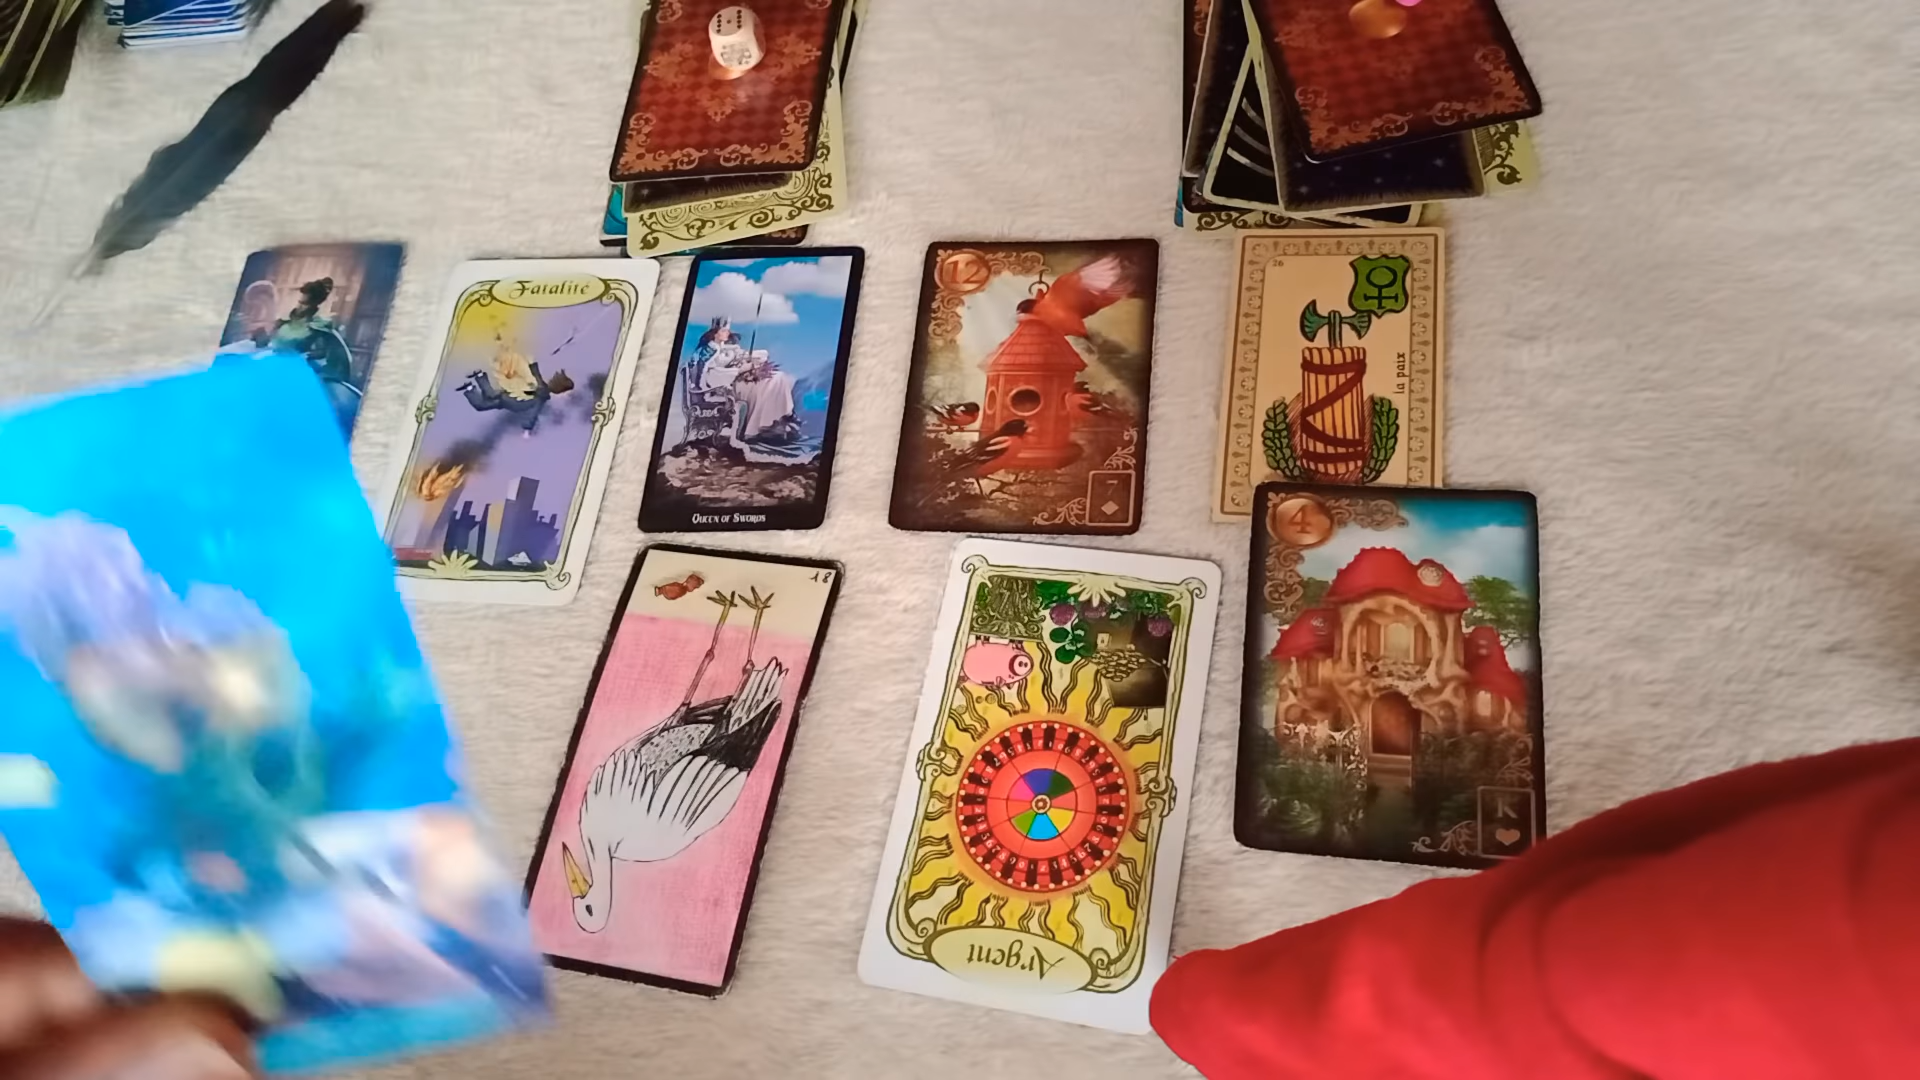 Fatalité
QUEEN OF SWORDS
12
7
26
la paix
18
Argent
4
K